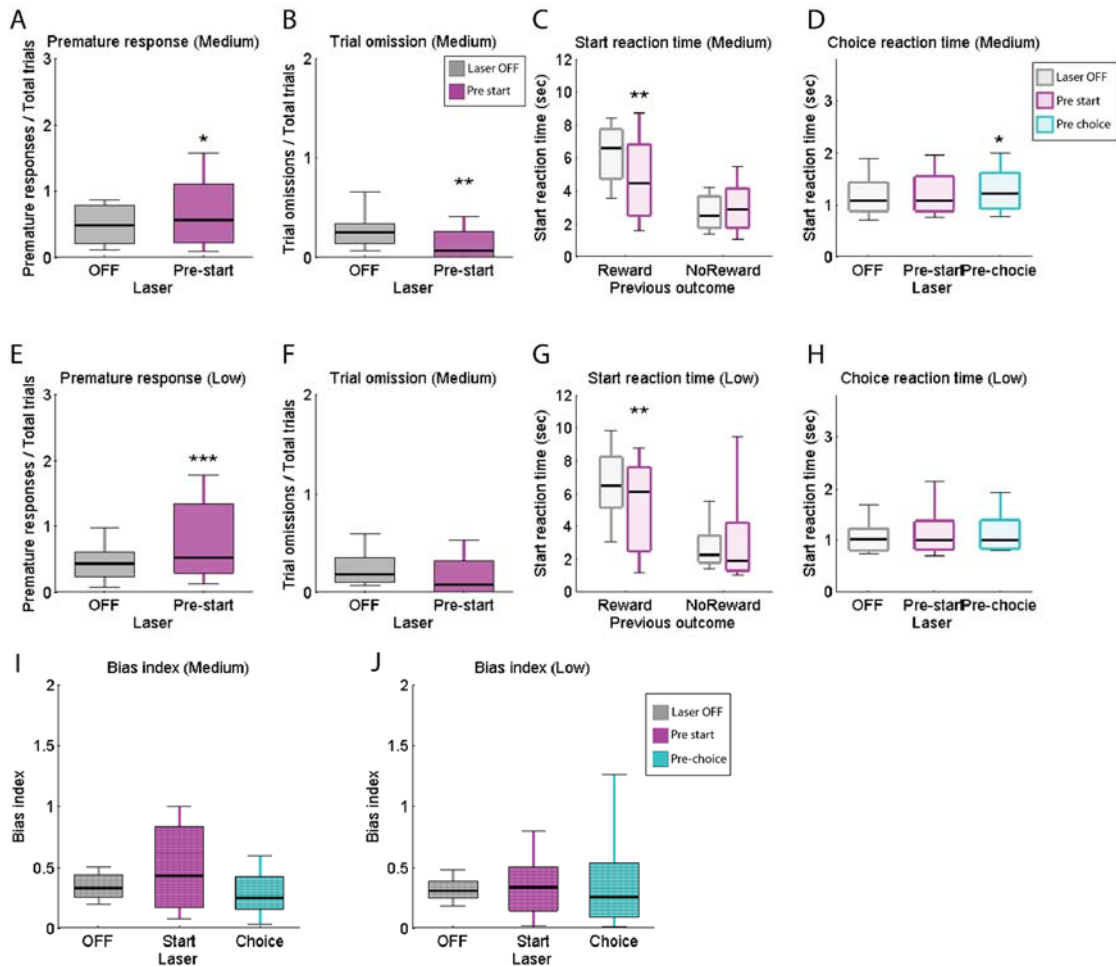 A
Premature response (Medium)
Premature responses / Total trials
1.5
1
0.5
0
*
OFF
Pre-start
Laser
B
Trial omission (Medium)
Trial omissions / Total trials
2
1
0
Laser OFF
Pre start
**
OFF
Pre-start
Laser
C
Start reaction time (Medium)
Start reaction time (sec)
12
10
8
6
4
2
0
**
Reward
NoReward
Previous outcome
D
Choice reaction time (Medium)
Start reaction time (sec)
3
2
1
0
Laser OFF
Pre start
Pre choice
*
OFF
Pre-start
Pre-chocie
Laser
E
Premature response (Low)
Premature responses / Total trials
3
2
1
0
***
OFF
Pre-start
Laser
F
Trial omission (Medium)
Trial omissions / Total trials
2
1
0
OFF
Pre-start
Laser
G
Start reaction time (Low)
Start reaction time (sec)
12
10
8
6
4
2
0
**
Reward
NoReward
Previous outcome
H
Choice reaction time (Low)
Start reaction time (sec)
3
2
1
0
OFF
Pre-start
Pre-chocie
Laser
I
Bias index (Medium)
Bias index
2
1.5
1
0.5
0
OFF
Start
Choice
Laser
J
Bias index (Low)
Bias index
2
1.5
1
0.5
0
Laser OFF
Pre start
Pre-choice
OFF
Start
Choice
Laser